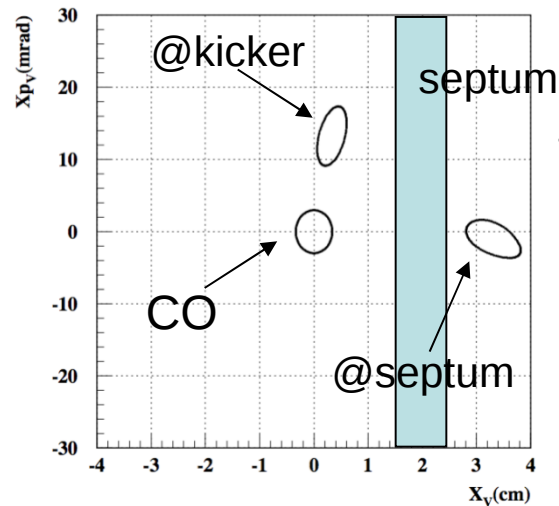 30
20
10
0
-10
-20
-30
Xp_V(mrad)
@kicker
septum
CO
@septum
-4 -3 -2 -1 0 1 2 3 4
X_V(cm)